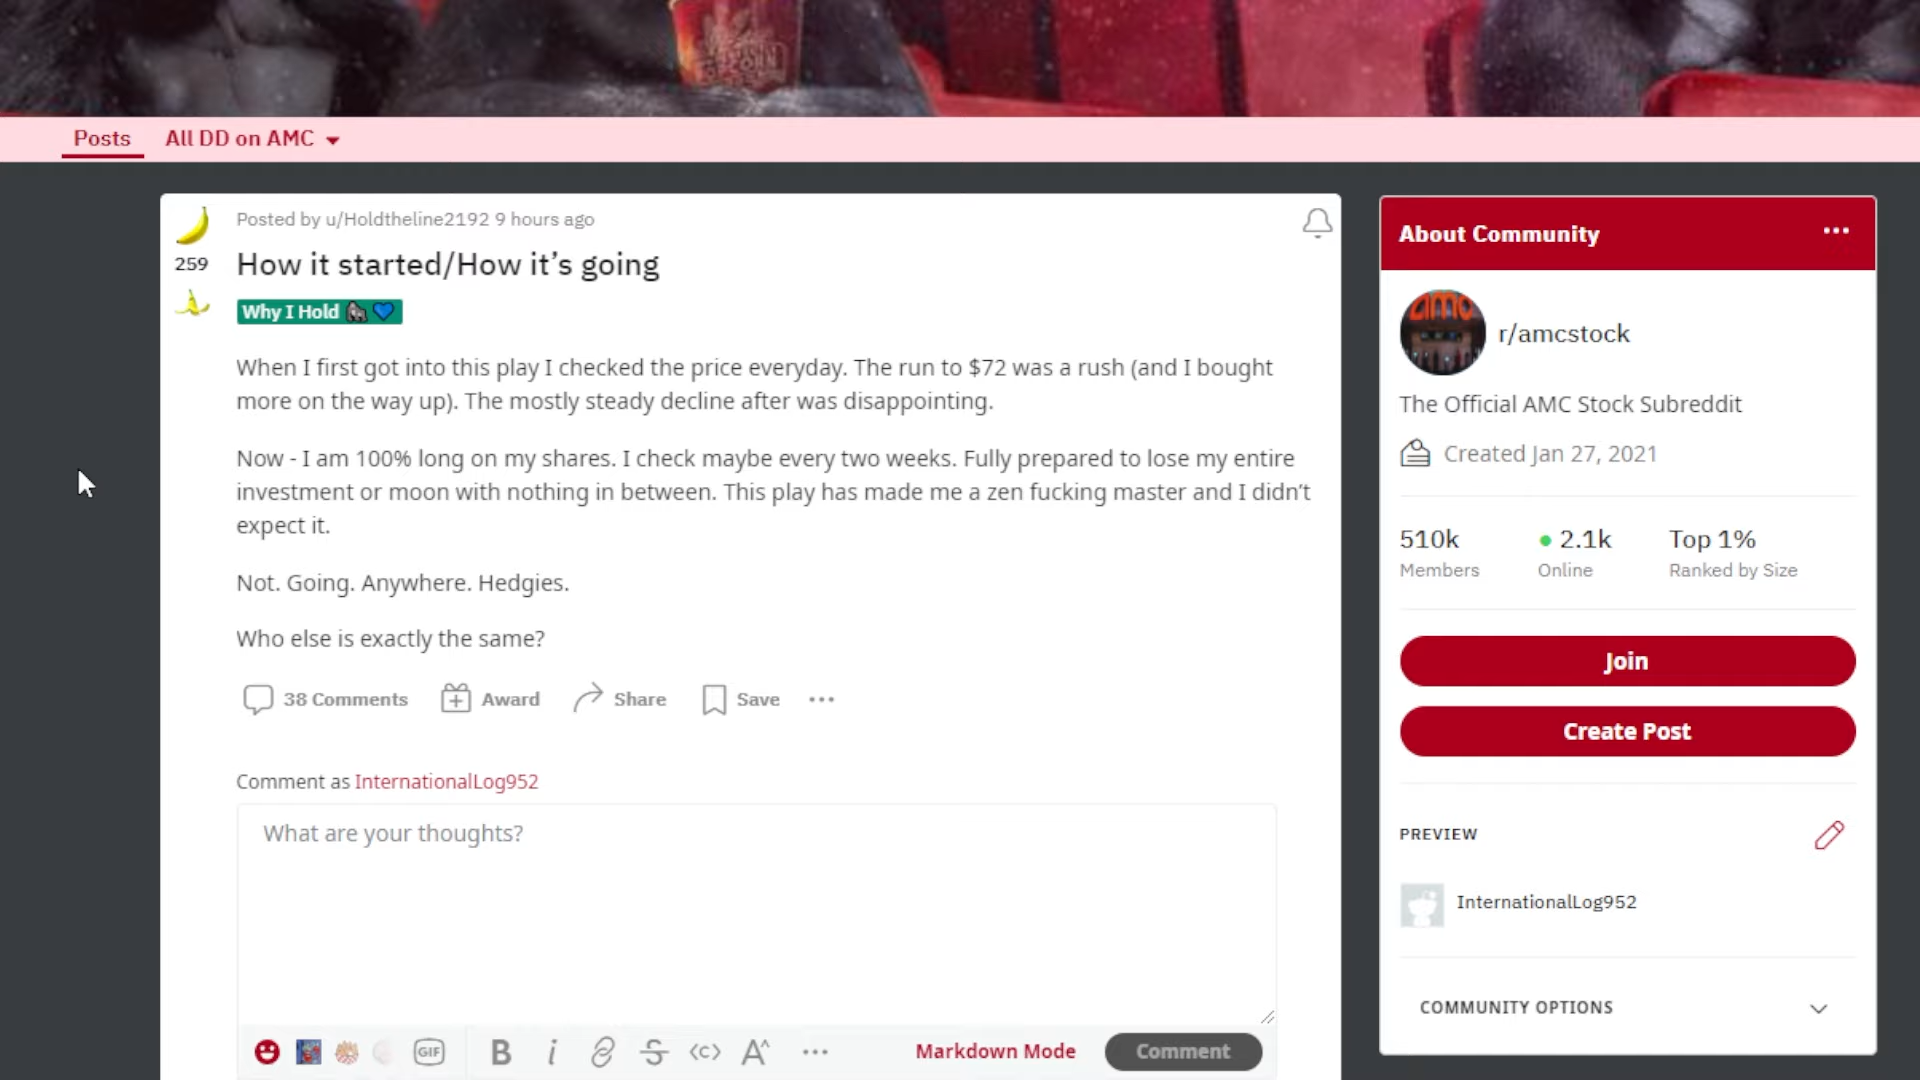 Posts
All DD on AMC
Posted by u/Holdtheline2192 9 hours ago
259
How it started/How it’s going
Why I Hold 🦍💙
When I first got into this play I checked the price everyday. The run to $72 was a rush (and I bought
more on the way up). The mostly steady decline after was disappointing.
Now - I am 100% long on my shares. I check maybe every two weeks. Fully prepared to lose my entire
investment or moon with nothing in between. This play has made me a zen fucking master and I didn’t
expect it.
Not. Going. Anywhere. Hedgies.
Who else is exactly the same?
38 Comments
Award
Share
Save
Comment as InternationalLog952
What are your thoughts?
GIF
Markdown Mode
Comment
About Community
amc
r/amcstock
The Official AMC Stock Subreddit
Created Jan 27, 2021
510k
2.1k
Top 1%
Members
Online
Ranked by Size
Join
Create Post
PREVIEW
InternationalLog952
COMMUNITY OPTIONS